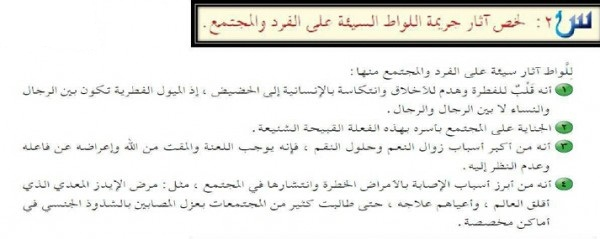 س٢: لخص آثار جريمة اللواط السيئة على الفرد والمجتمع.
لِلَّواط آثار سيئة على الفرد والمجتمع منها:
١ أنه قَلْبٌ للفطرة وهدم للأخلاق وانتكاسة بالإنسانية إلى الحضيض، إذ الميول الفطرية تكون بين الرجال
والنساء لا بين الرجال والرجال.
٢ الجناية على المجتمع بأسره بهذه الفعلة القبيحة الشنيعة.
٣ أنه من أكبر أسباب زوال النعم وحلول النقم، فإنه يوجب اللعنة والمقت من الله وإعراضه عن فاعله
وعدم النظر إليه.
٤ أنه من أبرز أسباب الإصابة بالأمراض الخطرة وانتشارها في المجتمع، مثل: مرض الإيدز المعدي الذي
أقلق العالم، وأعياهم علاجه، حتى طالبت كثير من المجتمعات بعزل المصابين بالشذوذ الجنسي في
أماكن مخصصة.